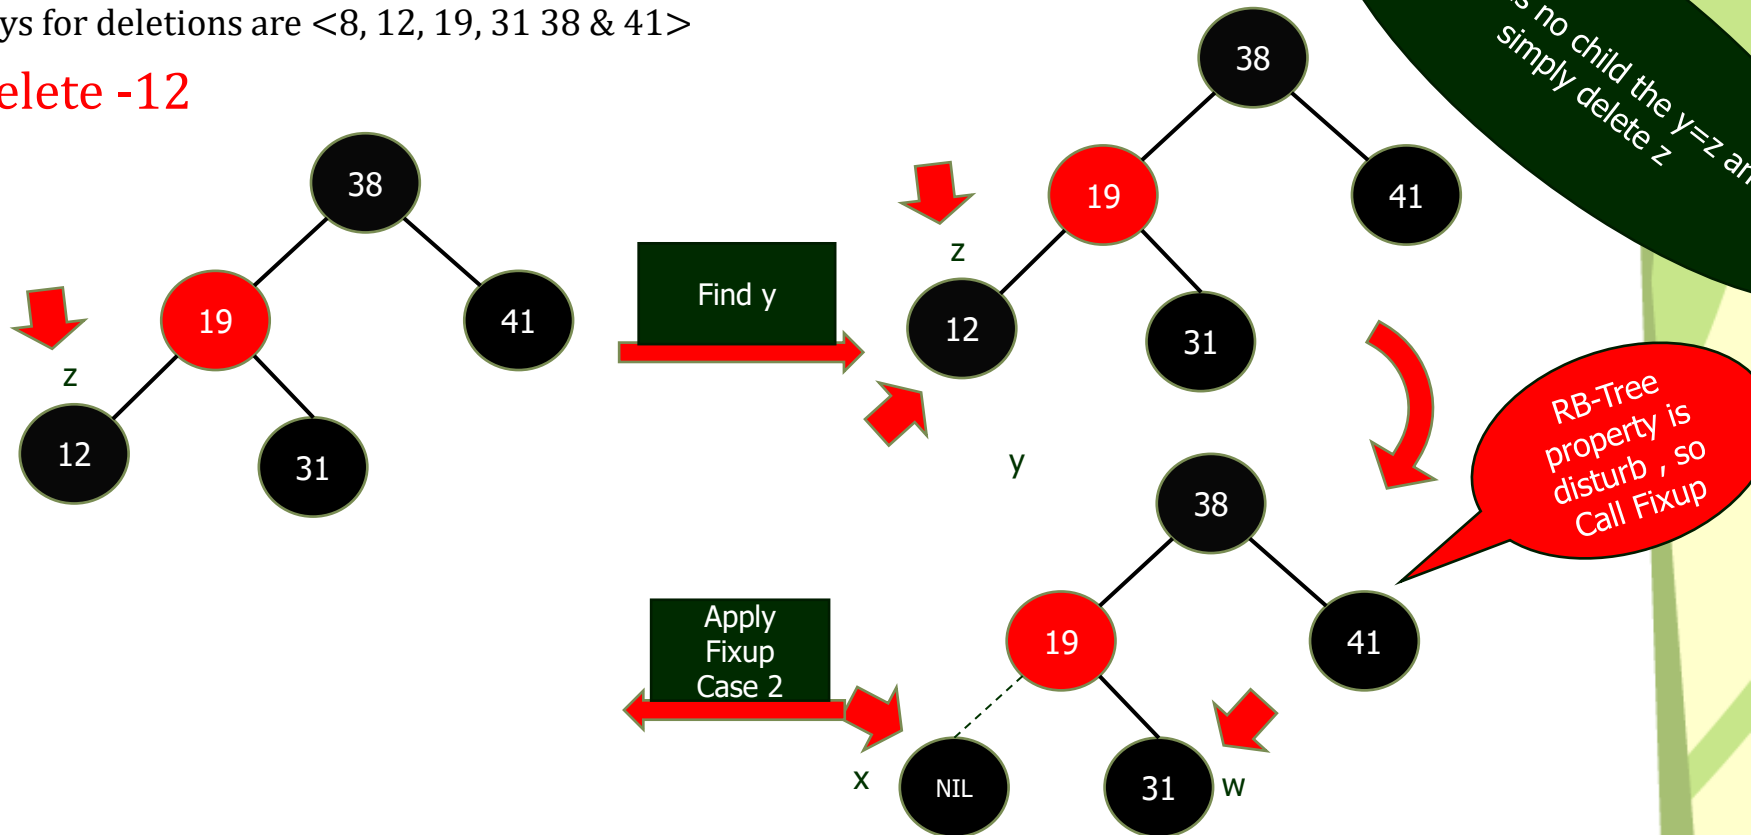 ys for deletions are <8, 12, 19, 31 38 & 41>
elete -12
38
19
41
z
12
31
Find y
38
19
41
z
12
31
y
s no child the y=z an
simply delete z
RB-Tree
property is
disturb , so
Call Fixup
38
19
41
Apply
Fixup
Case 2
x
NIL
31
w